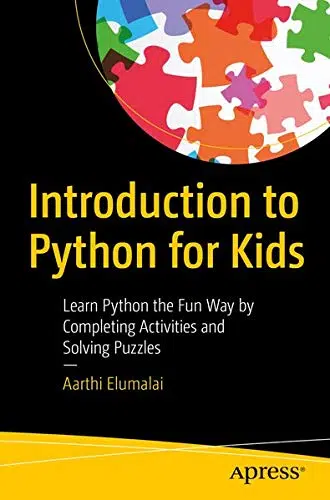 Introduction to
Python for Kids
Learn Python the Fun Way by
Completing Activities and
Solving Puzzles
—
Aarthi Elumalai
Apress®